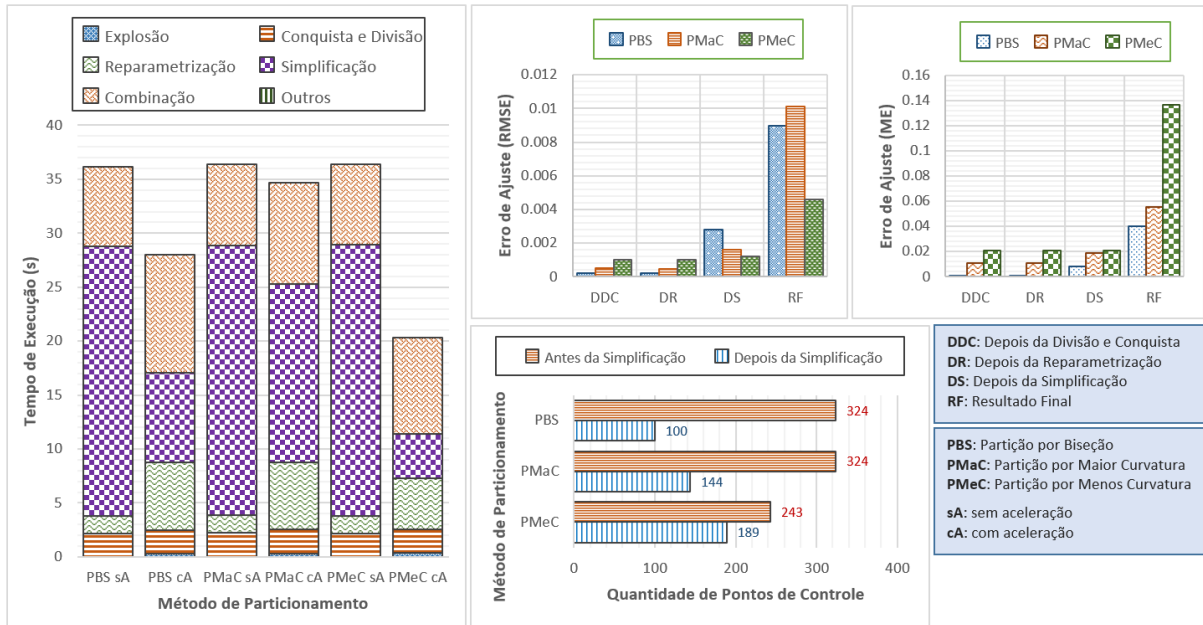 Explosão
Conquista e Divisão
Reparametrização
Simplificação
Combinação
Outros
Tempo de Execução (s)
40
35
30
25
20
15
10
5
0
PBS sA
PBS cA
PMaC sA
PMaC cA
PMeC sA
PMeC cA
Método de Particionamento
PBS
PMaC
PMeC
Erro de Ajuste (RMSE)
0.012
0.01
0.008
0.006
0.004
0.002
0
DDC
DR
DS
RF
PBS
PMaC
PMeC
Erro de Ajuste (ME)
0.16
0.14
0.12
0.1
0.08
0.06
0.04
0.02
0
DDC
DR
DS
RF
Antes da Simplificação
Depois da Simplificação
Método de Particionamento
PBS
324
100
PMaC
324
144
PMeC
243
189
0
100
200
300
400
Quantidade de Pontos de Controle
DDC: Depois da Divisão e Conquista
DR: Depois da Reparametrização
DS: Depois da Simplificação
RF: Resultado Final
PBS: Partição por Biseção
PMaC: Partição por Maior Curvatura
PMeC: Partição por Menos Curvatura
sA: sem aceleração
cA: com aceleração